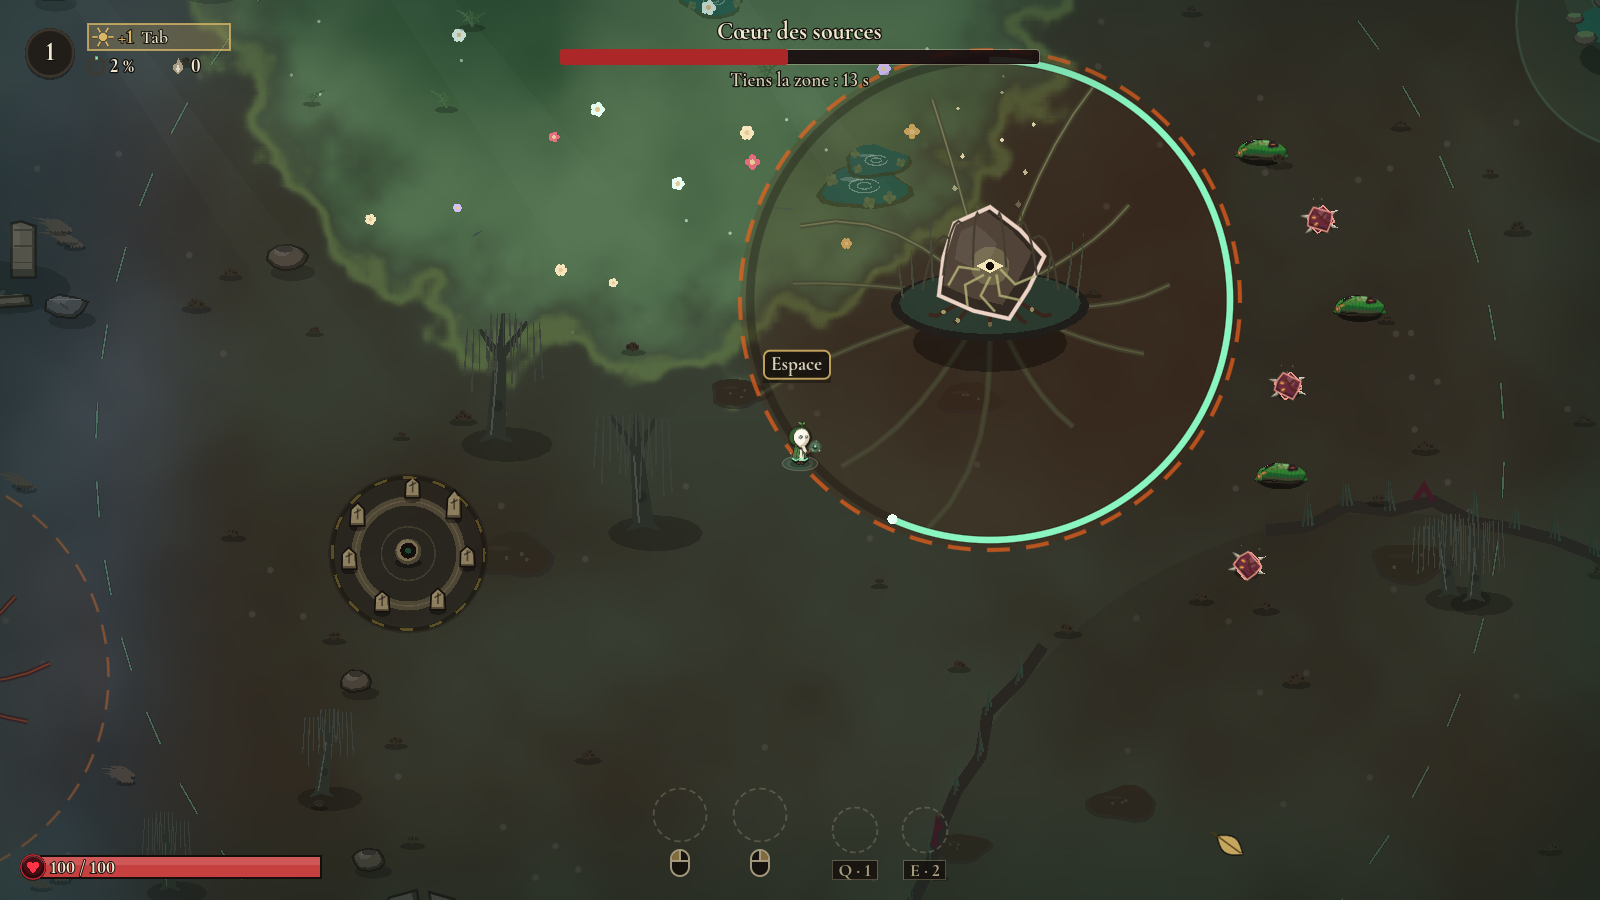 Cœur des sources
1
+1 Tab
2 %
0
Tiens la zone : 13 s
Espace
100 / 100
Q · 1
E · 2